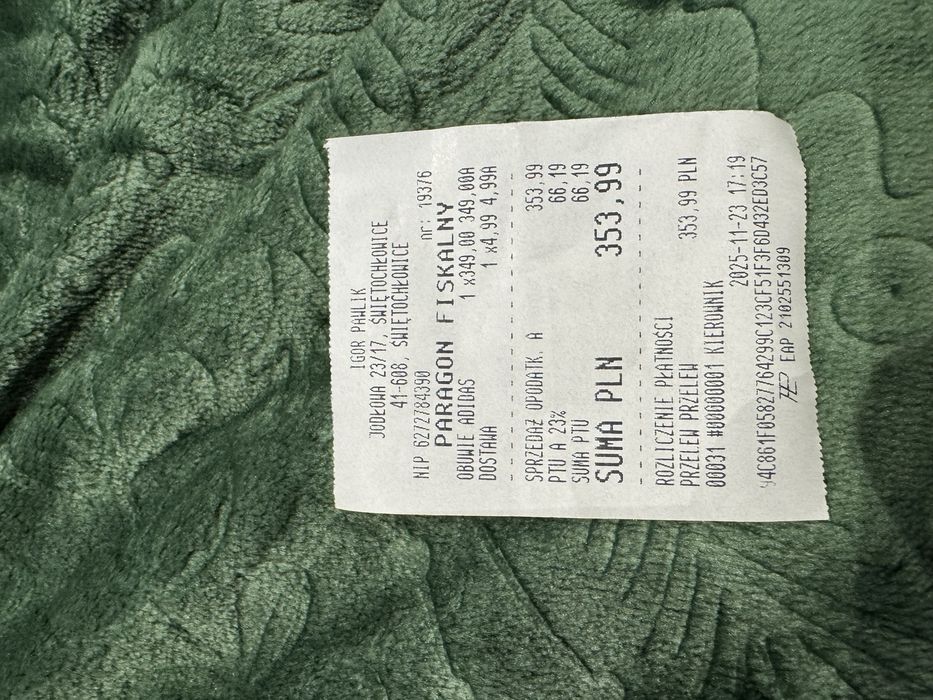 IGOR PAWLIK
JODŁOWA 23/17, ŚWIĘTOCHŁOWICE
41-608, ŚWIĘTOCHŁOWICE
NIP 6272784390 nr: 19376
PARAGON FISKALNY
OBUWIE ADIDAS 1 x349,00 349,00A
DOSTAWA 1 x4,99 4,99A
SPRZEDAŻ OPODATK. A 353,99
PTU A 23% 66,19
SUMA PTU 66,19
SUMA PLN 353,99
ROZLICZENIE PŁATNOŚCI
PRZELEW PRZELEW 353,99 PLN
00031 #00000001 KIEROWNIK 2025-11-23 17:19
94C861F05827764299C123CF51F3F6D432ED3C57
EAP 2102551309